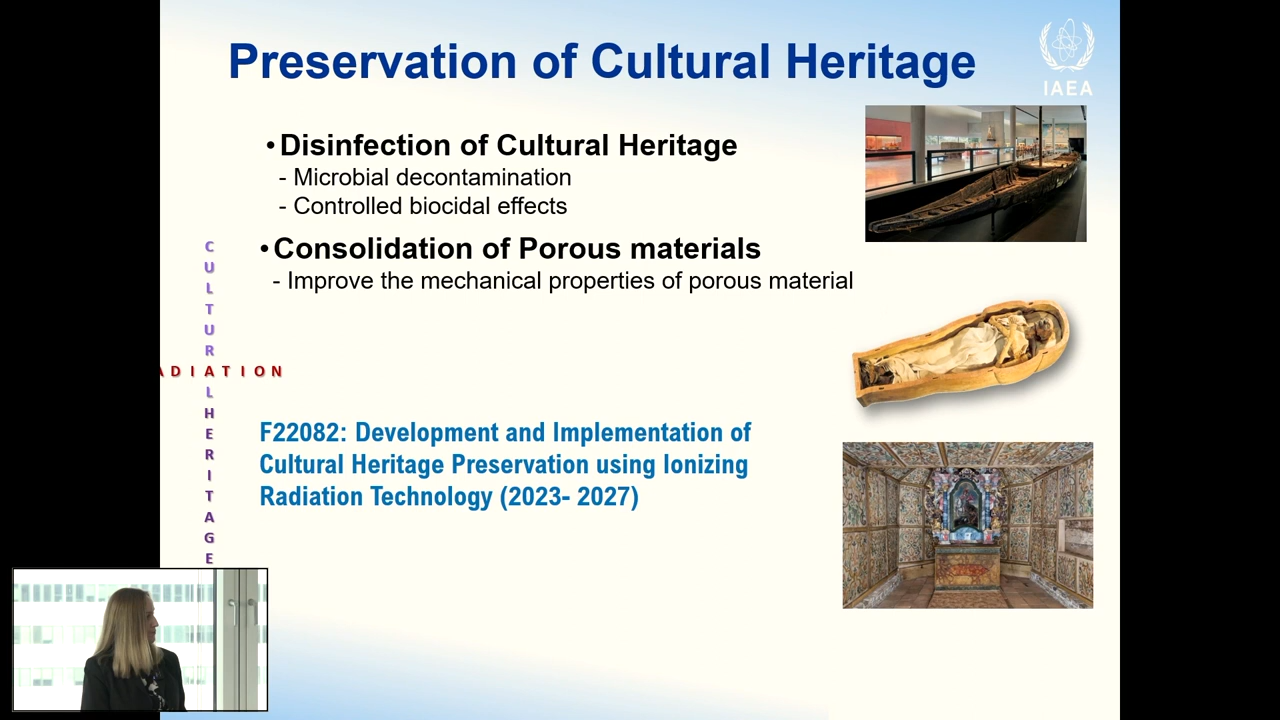 Preservation of Cultural Heritage
IAEA
• Disinfection of Cultural Heritage
- Microbial decontamination
- Controlled biocidal effects
• Consolidation of Porous materials
- Improve the mechanical properties of porous material
CULTURAL HERITAGE
ADIATION
F22082: Development and Implementation of
Cultural Heritage Preservation using Ionizing
Radiation Technology (2023- 2027)